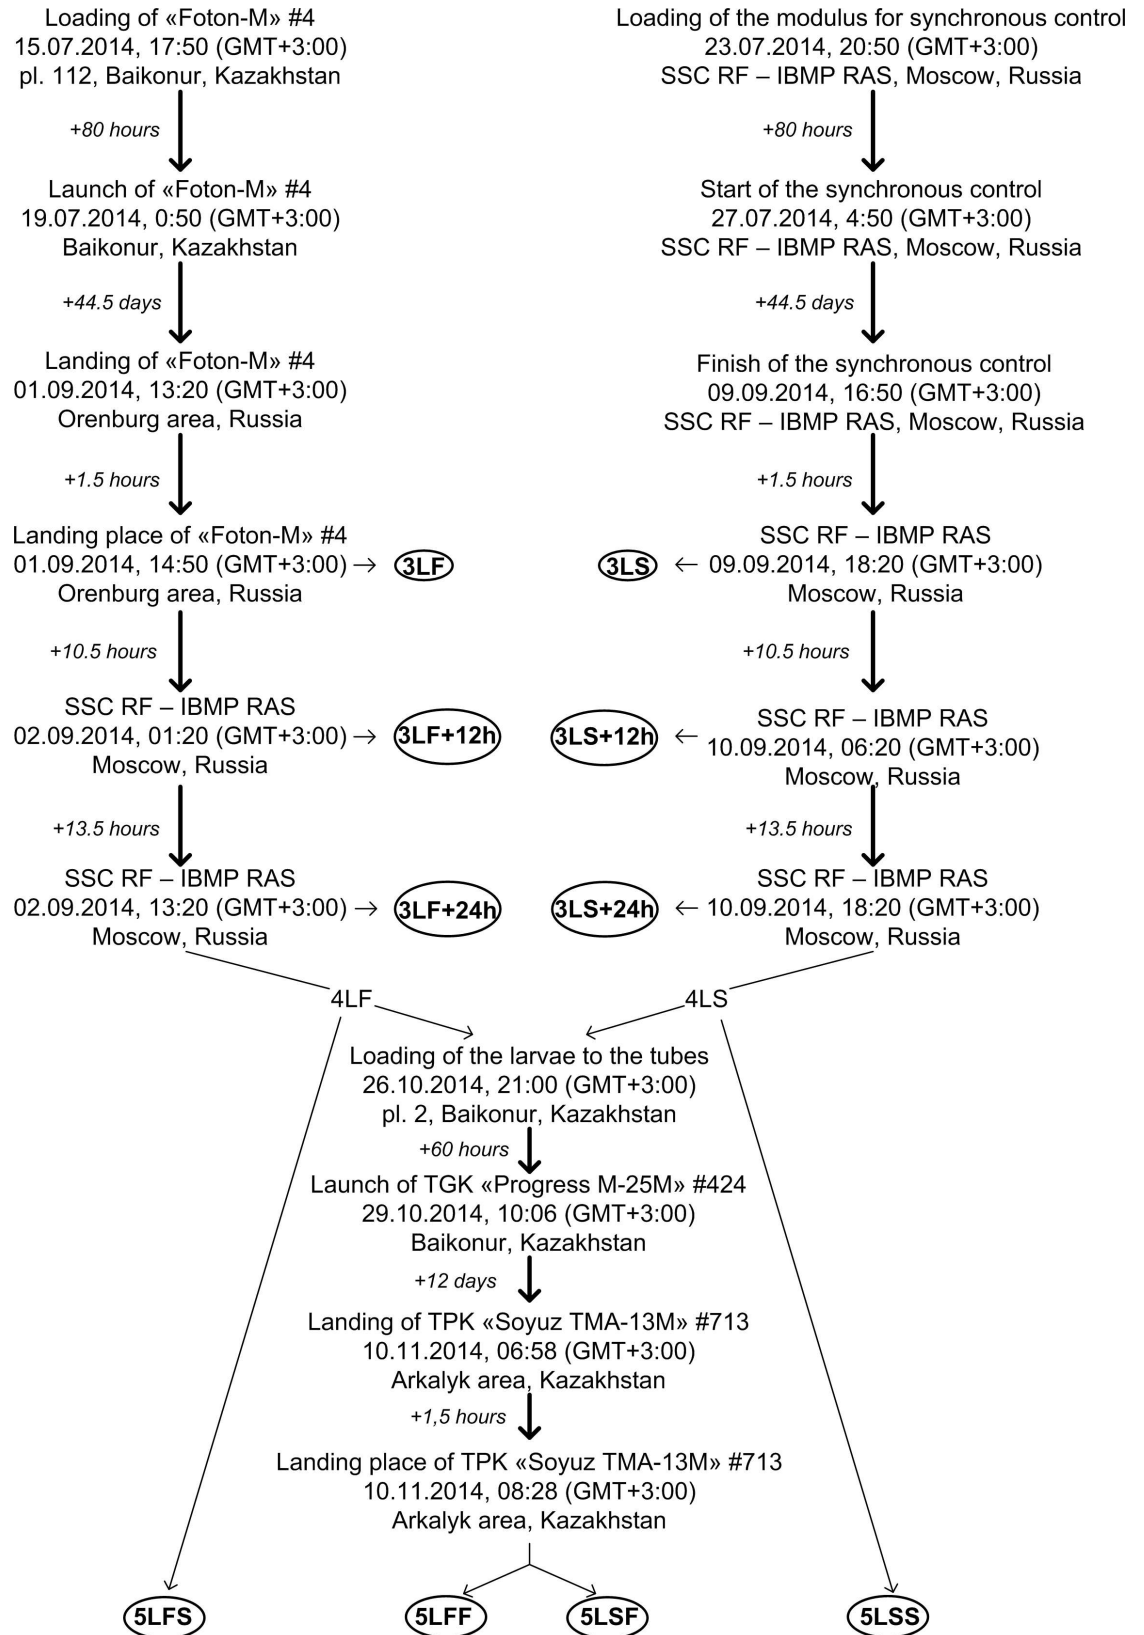 Loading of «Foton-M» #4
15.07.2014, 17:50 (GMT+3:00)
pl. 112, Baikonur, Kazakhstan
+80 hours
Launch of «Foton-M» #4
19.07.2014, 0:50 (GMT+3:00)
Baikonur, Kazakhstan
+44.5 days
Landing of «Foton-M» #4
01.09.2014, 13:20 (GMT+3:00)
Orenburg area, Russia
+1.5 hours
Landing place of «Foton-M» #4
01.09.2014, 14:50 (GMT+3:00) → 3LF
Orenburg area, Russia
+10.5 hours
SSC RF – IBMP RAS
02.09.2014, 01:20 (GMT+3:00) → 3LF+12h
Moscow, Russia
+13.5 hours
SSC RF – IBMP RAS
02.09.2014, 13:20 (GMT+3:00) → 3LF+24h
Moscow, Russia
Loading of the modulus for synchronous control
23.07.2014, 20:50 (GMT+3:00)
SSC RF – IBMP RAS, Moscow, Russia
+80 hours
Start of the synchronous control
27.07.2014, 4:50 (GMT+3:00)
SSC RF – IBMP RAS, Moscow, Russia
+44.5 days
Finish of the synchronous control
09.09.2014, 16:50 (GMT+3:00)
SSC RF – IBMP RAS, Moscow, Russia
+1.5 hours
SSC RF – IBMP RAS
3LS ← 09.09.2014, 18:20 (GMT+3:00)
Moscow, Russia
+10.5 hours
SSC RF – IBMP RAS
3LS+12h ← 10.09.2014, 06:20 (GMT+3:00)
Moscow, Russia
+13.5 hours
SSC RF – IBMP RAS
3LS+24h ← 10.09.2014, 18:20 (GMT+3:00)
Moscow, Russia
4LF
4LS
Loading of the larvae to the tubes
26.10.2014, 21:00 (GMT+3:00)
pl. 2, Baikonur, Kazakhstan
+60 hours
Launch of TGK «Progress M-25M» #424
29.10.2014, 10:06 (GMT+3:00)
Baikonur, Kazakhstan
+12 days
Landing of TPK «Soyuz TMA-13M» #713
10.11.2014, 06:58 (GMT+3:00)
Arkalyk area, Kazakhstan
+1,5 hours
Landing place of TPK «Soyuz TMA-13M» #713
10.11.2014, 08:28 (GMT+3:00)
Arkalyk area, Kazakhstan
5LFS
5LFF
5LSF
5LSS